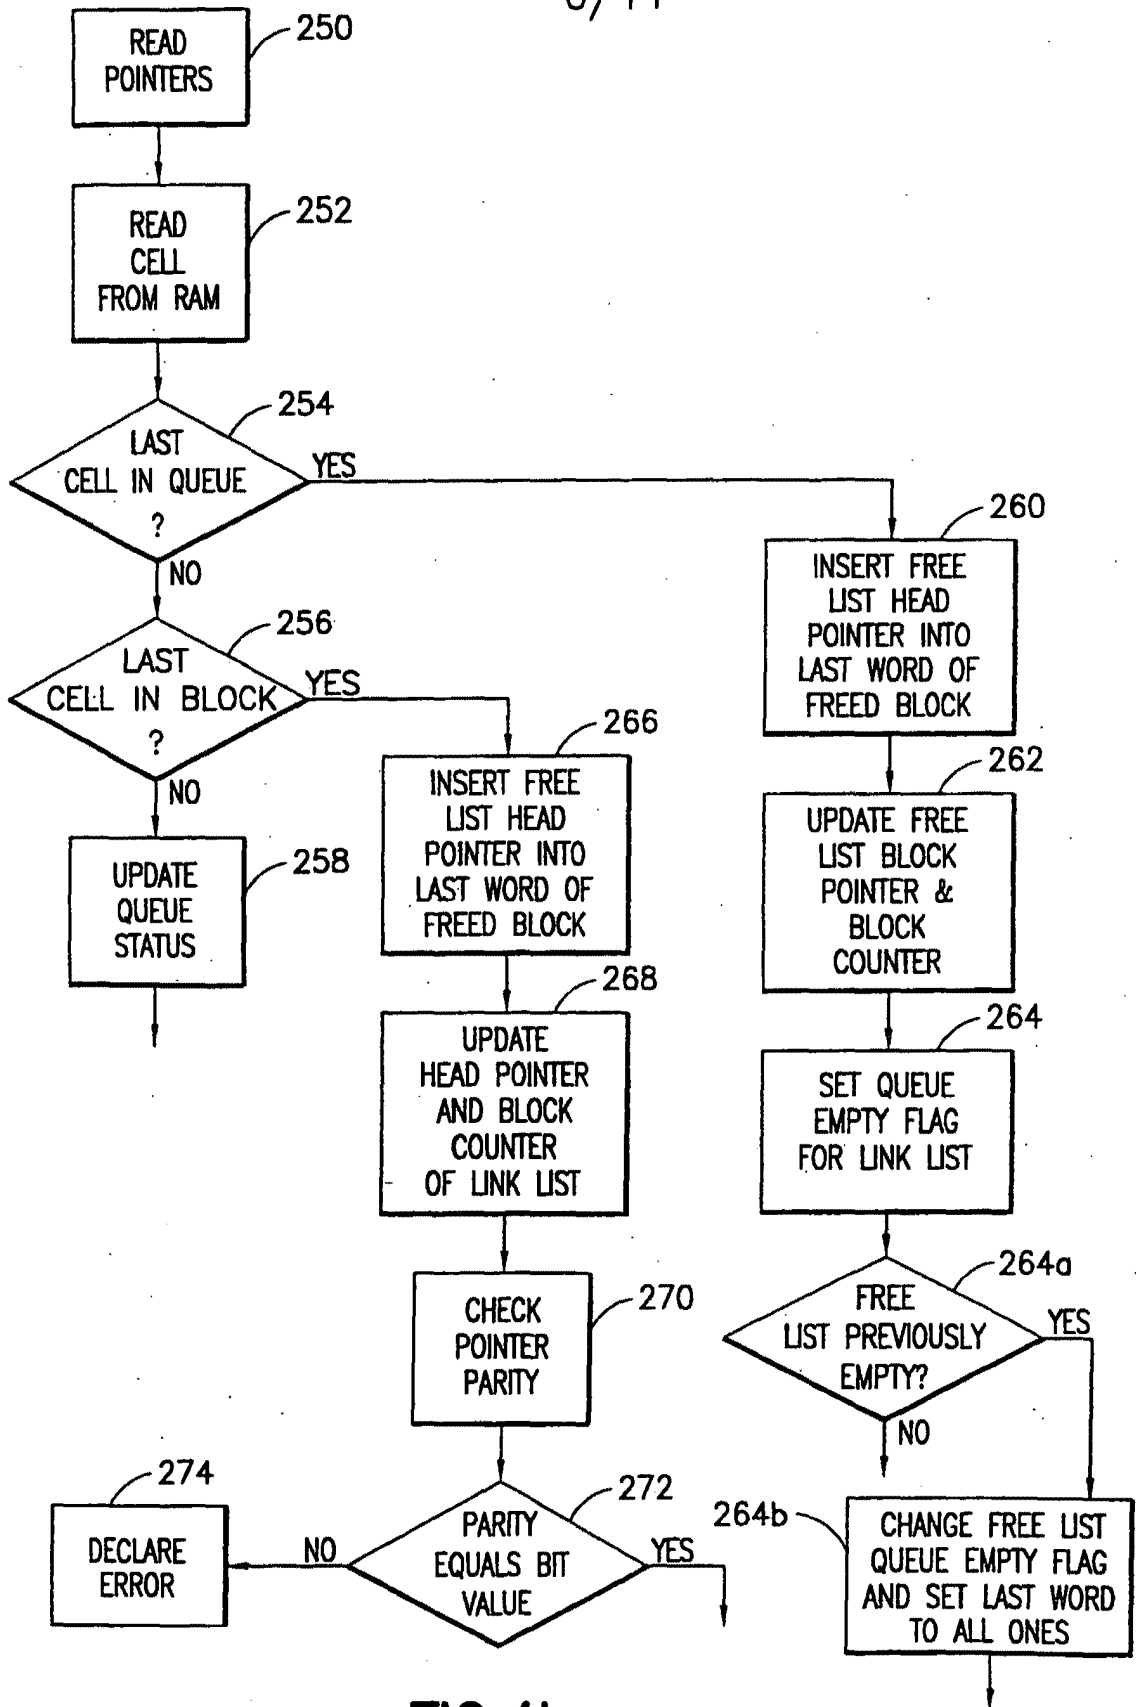 250
READ
POINTERS
252
READ
CELL
FROM RAM
254
LAST
CELL IN QUEUE
?
YES
NO
256
LAST
CELL IN BLOCK
?
YES
NO
258
UPDATE
QUEUE
STATUS
260
INSERT FREE
LIST HEAD
POINTER INTO
LAST WORD OF
FREED BLOCK
262
UPDATE FREE
LIST BLOCK
POINTER &
BLOCK
COUNTER
264
SET QUEUE
EMPTY FLAG
FOR LINK LIST
264a
FREE
LIST PREVIOUSLY
EMPTY?
YES
NO
264b
CHANGE FREE LIST
QUEUE EMPTY FLAG
AND SET LAST WORD
TO ALL ONES
266
INSERT FREE
LIST HEAD
POINTER INTO
LAST WORD OF
FREED BLOCK
268
UPDATE
HEAD POINTER
AND BLOCK
COUNTER
OF LINK LIST
270
CHECK
POINTER
PARITY
272
PARITY
EQUALS BIT
VALUE
NO
YES
274
DECLARE
ERROR